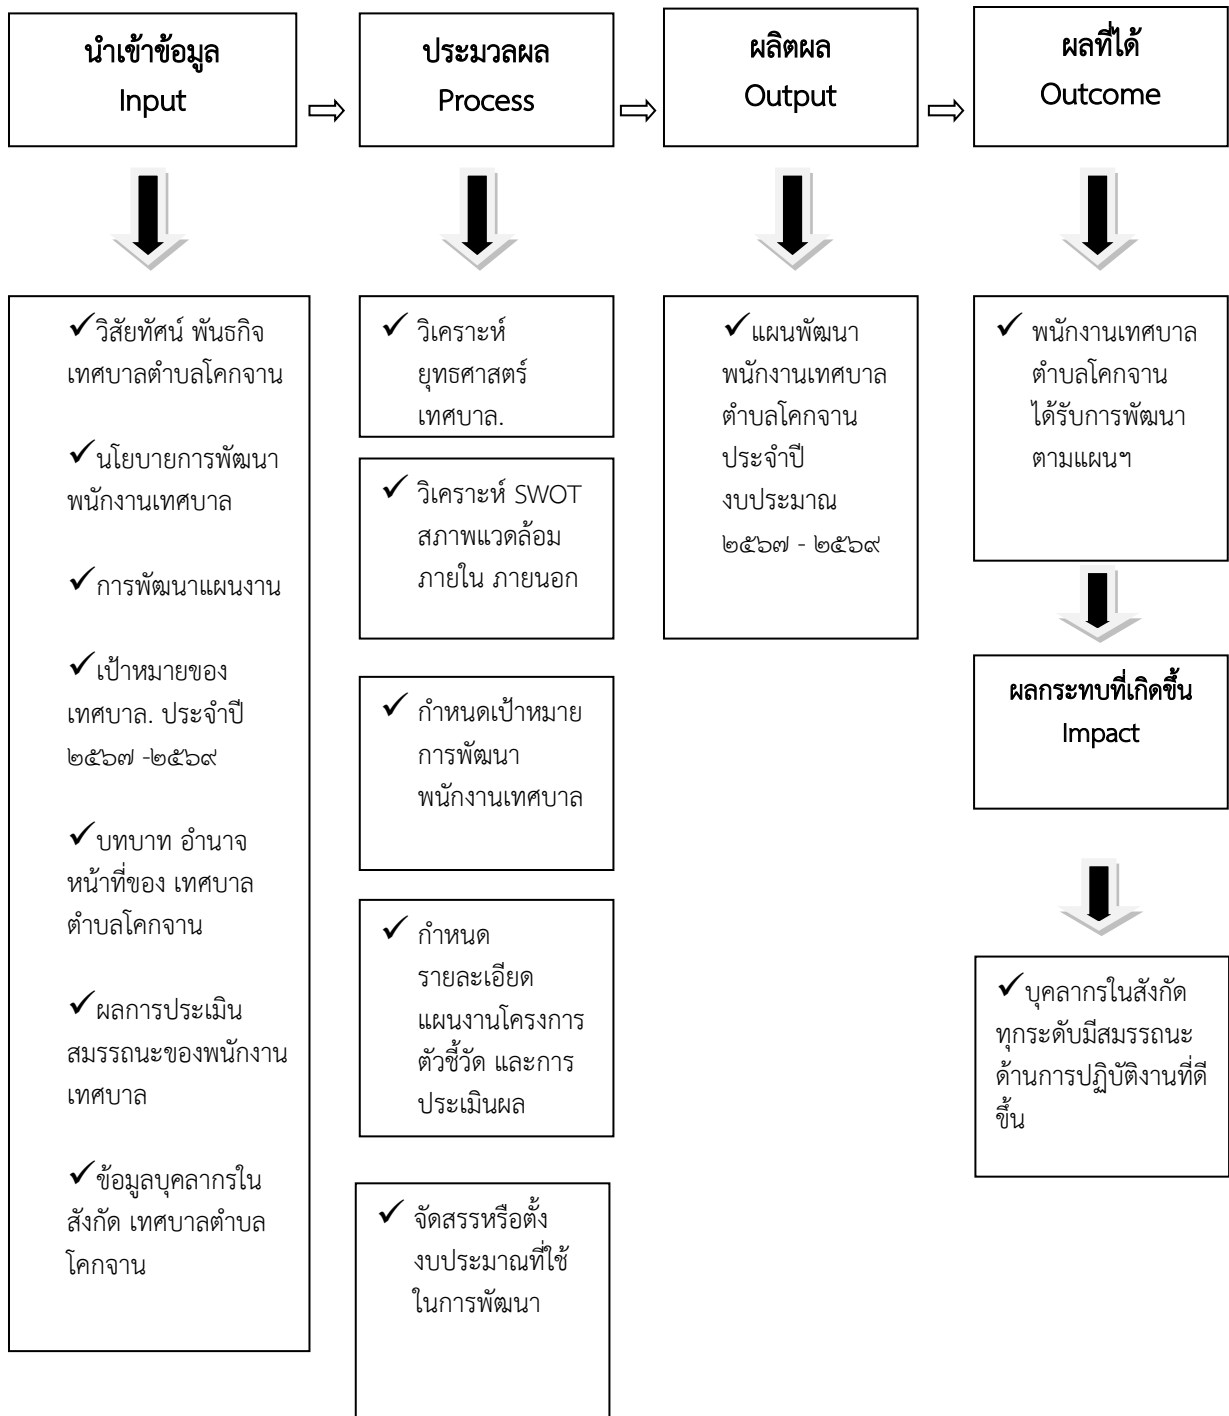 นำเข้าข้อมูล
Input
ประมวลผล
Process
ผลิตผล
Output
ผลที่ได้
Outcome
✓วิสัยทัศน์ พันธกิจ
เทศบาลตำบลโคกจาน
✓นโยบายการพัฒนา
พนักงานเทศบาล
✓การพัฒนาแผนงาน
✓เป้าหมายของ
เทศบาล. ประจำปี
๒๕๖๗ -๒๕๖๙
✓บทบาท อำนาจ
หน้าที่ของ เทศบาล
ตำบลโคกจาน
✓ผลการประเมิน
สมรรถนะของพนักงาน
เทศบาล
✓ข้อมูลบุคลากรใน
สังกัด เทศบาลตำบล
โคกจาน
✓ วิเคราะห์
ยุทธศาสตร์
เทศบาล.
✓ วิเคราะห์ SWOT
สภาพแวดล้อม
ภายใน ภายนอก
✓ กำหนดเป้าหมาย
การพัฒนา
พนักงานเทศบาล
✓ กำหนด
รายละเอียด
แผนงานโครงการ
ตัวชี้วัด และการ
ประเมินผล
✓ จัดสรรหรือตั้ง
งบประมาณที่ใช้
ในการพัฒนา
✓แผนพัฒนา
พนักงานเทศบาล
ตำบลโคกจาน
ประจำปี
งบประมาณ
๒๕๖๗ - ๒๕๖๙
✓ พนักงานเทศบาล
ตำบลโคกจาน
ได้รับการพัฒนา
ตามแผนฯ
ผลกระทบที่เกิดขึ้น
Impact
✓บุคลากรในสังกัด
ทุกระดับมีสมรรถนะ
ด้านการปฏิบัติงานที่ดี
ขึ้น